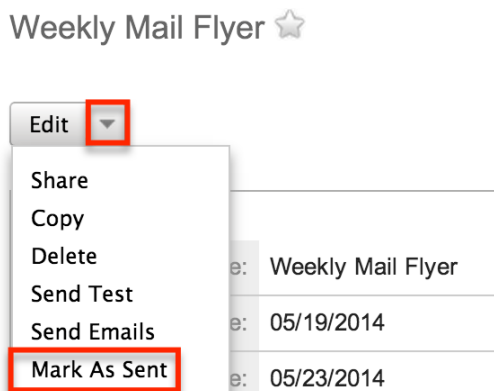 Weekly Mail Flyer
Edit
Share
Copy
Delete
e: Weekly Mail Flyer
Send Test
Send Emails
e: 05/19/2014
Mark As Sent
e: 05/23/2014